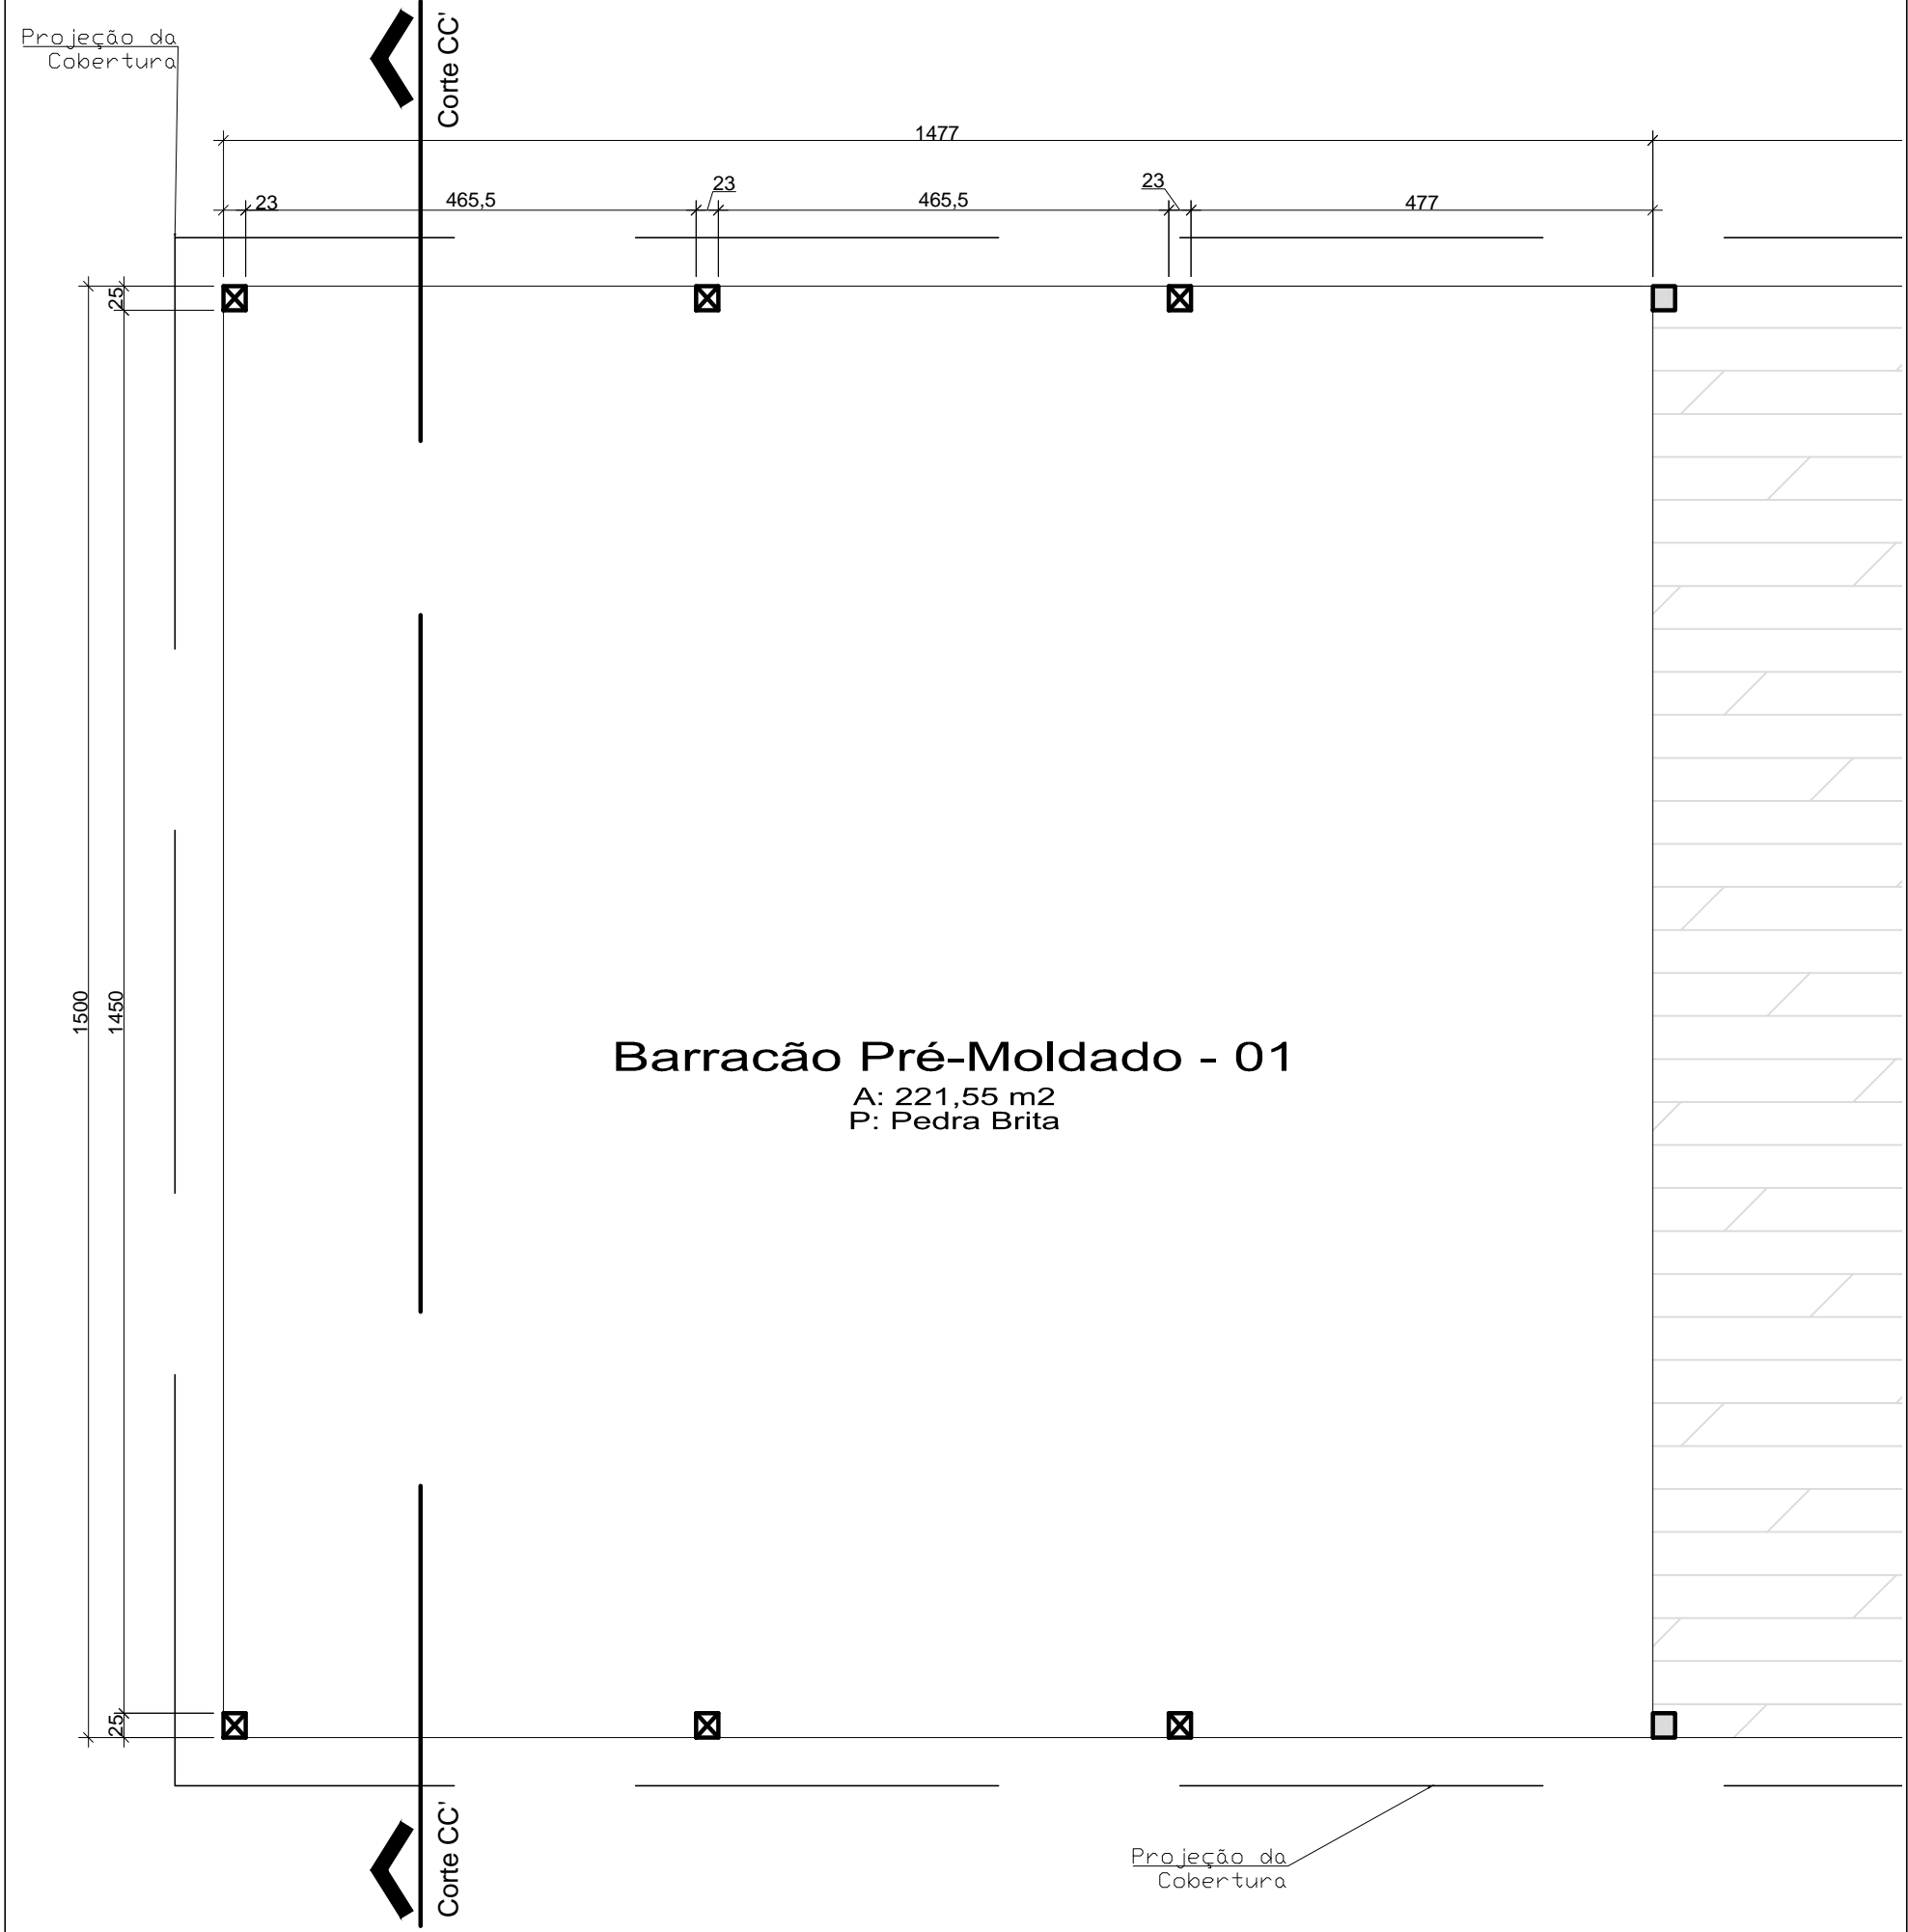 Projeção da
Cobertura
Corte CC'
1477
23
465,5
23
465,5
23
477
25
1500
1450
25
Barracão Pré-Moldado - 01
A: 221,55 m2
P: Pedra Brita
Corte CC'
Projeção da
Cobertura